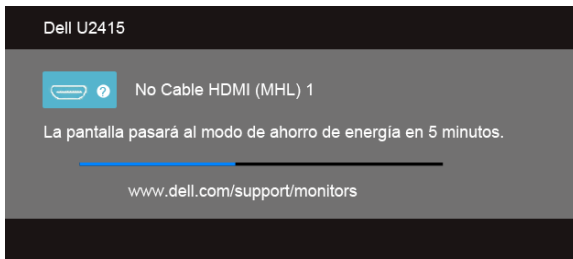 Dell U2415
No Cable HDMI (MHL) 1
La pantalla pasará al modo de ahorro de energía en 5 minutos.
www.dell.com/support/monitors